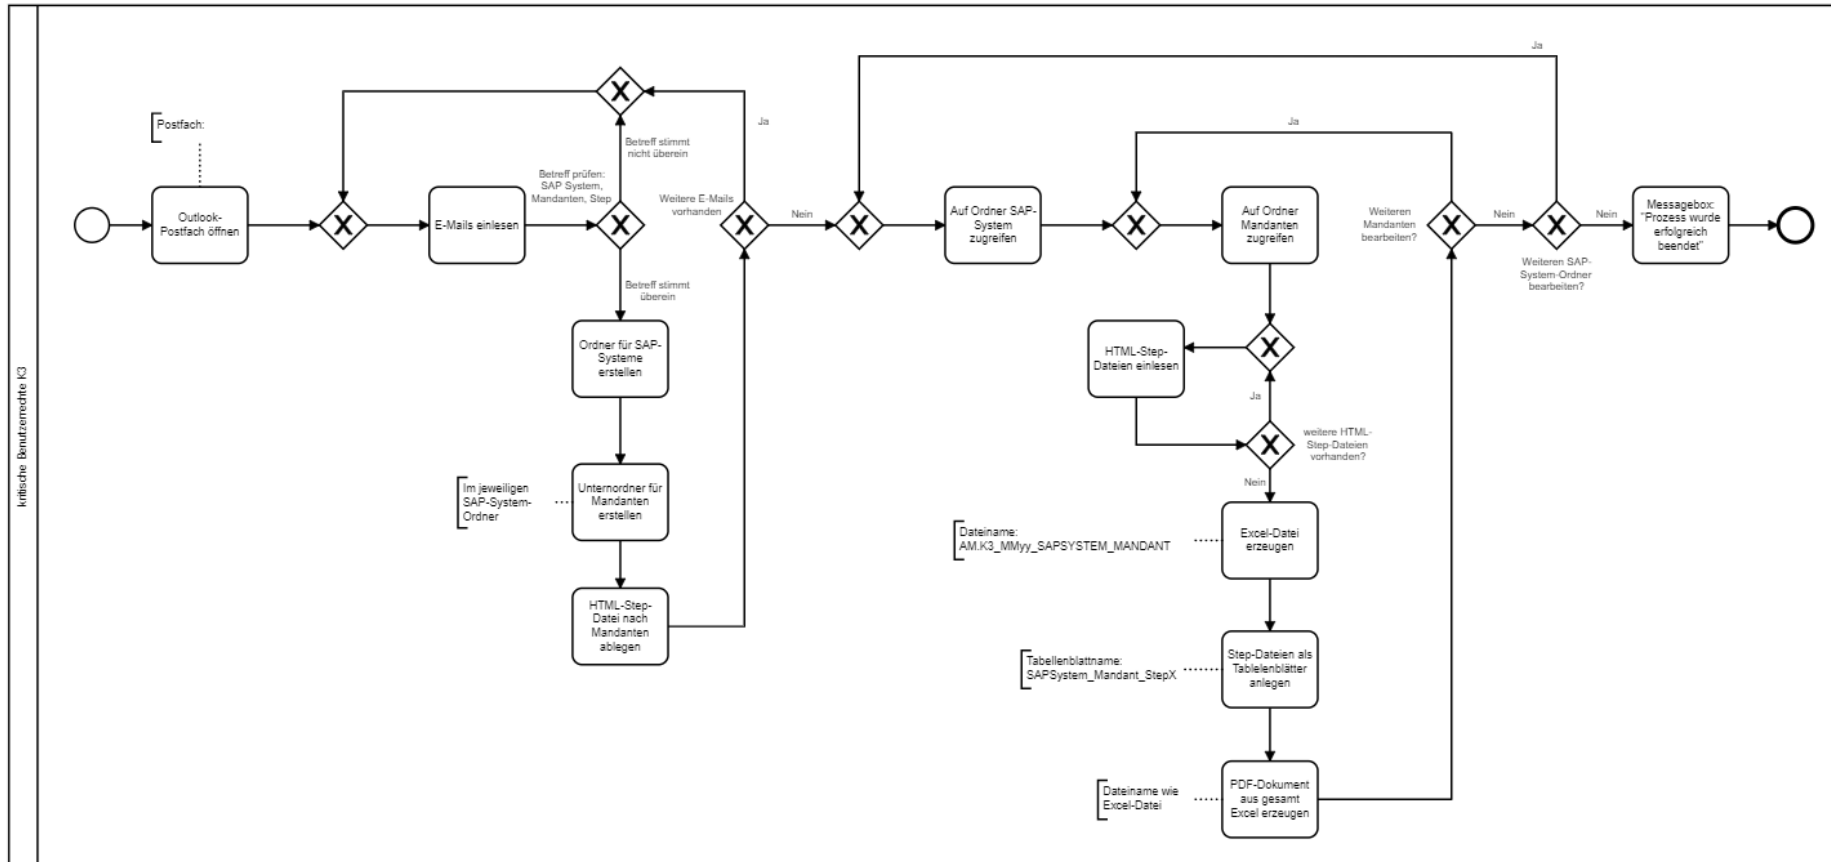 kritische Benutzerrechte K3
Postfach:
Outlook-
Postfach öffnen
E-Mails einlesen
Betreff prüfen:
SAP System,
Mandanten, Step
Betreff stimmt
nicht überein
Betreff stimmt
überein
Ordner für SAP-
Systeme
erstellen
Im jeweiligen
SAP-System-
Ordner
Unternordner für
Mandanten
erstellen
HTML-Step-
Datei nach
Mandanten
ablegen
Weitere E-Mails
vorhanden
Ja
Nein
Auf Ordner SAP-
System
zugreifen
Auf Ordner
Mandanten
zugreifen
HTML-Step-
Dateien einlesen
Ja
weitere HTML-
Step-Dateien
vorhanden?
Nein
Dateiname:
AM.K3_MMyy_SAPSYSTEM_MANDANT
Excel-Datei
erzeugen
Tabellenblattname:
SAPSystem_Mandant_StepX
Step-Dateien als
Tablelenblätter
anlegen
Dateiname wie
Excel-Datei
PDF-Dokument
aus gesamt
Excel erzeugen
Weiteren
Mandanten
bearbeiten?
Ja
Nein
Weiteren SAP-
System-Ordner
bearbeiten?
Ja
Nein
Messagebox:
"Prozess wurde
erfolgreich
beendet"